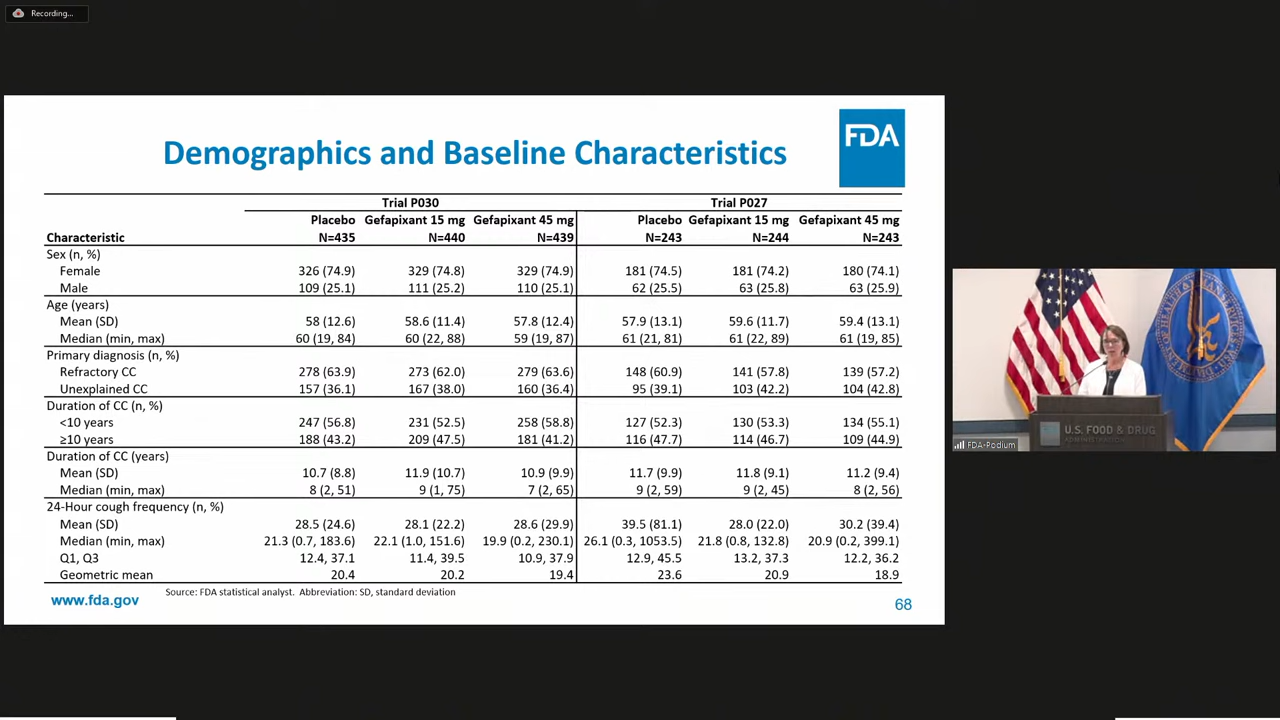 Recording...
Demographics and Baseline Characteristics
FDA
Trial P030 Trial P027
Placebo Gefapixant 15 mg Gefapixant 45 mg Placebo Gefapixant 15 mg Gefapixant 45 mg
Characteristic N=435 N=440 N=439 N=243 N=244 N=243
Sex (n, %)
Female 326 (74.9) 329 (74.8) 329 (74.9) 181 (74.5) 181 (74.2) 180 (74.1)
Male 109 (25.1) 111 (25.2) 110 (25.1) 62 (25.5) 63 (25.8) 63 (25.9)
Age (years)
Mean (SD) 58 (12.6) 58.6 (11.4) 57.8 (12.4) 57.9 (13.1) 59.6 (11.7) 59.4 (13.1)
Median (min, max) 60 (19, 84) 60 (22, 88) 59 (19, 87) 61 (21, 81) 61 (22, 89) 61 (19, 85)
Primary diagnosis (n, %)
Refractory CC 278 (63.9) 273 (62.0) 279 (63.6) 148 (60.9) 141 (57.8) 139 (57.2)
Unexplained CC 157 (36.1) 167 (38.0) 160 (36.4) 95 (39.1) 103 (42.2) 104 (42.8)
Duration of CC (n, %)
<10 years 247 (56.8) 231 (52.5) 258 (58.8) 127 (52.3) 130 (53.3) 134 (55.1)
≥10 years 188 (43.2) 209 (47.5) 181 (41.2) 116 (47.7) 114 (46.7) 109 (44.9)
Duration of CC (years)
Mean (SD) 10.7 (8.8) 11.9 (10.7) 10.9 (9.9) 11.7 (9.9) 11.8 (9.1) 11.2 (9.4)
Median (min, max) 8 (2, 51) 9 (1, 75) 7 (2, 65) 9 (2, 59) 9 (2, 45) 8 (2, 56)
24-Hour cough frequency (n, %)
Mean (SD) 28.5 (24.6) 28.1 (22.2) 28.6 (29.9) 39.5 (81.1) 28.0 (22.0) 30.2 (39.4)
Median (min, max) 21.3 (0.7, 183.6) 22.1 (1.0, 151.6) 19.9 (0.2, 230.1) 26.1 (0.3, 1053.5) 21.8 (0.8, 132.8) 20.9 (0.2, 399.1)
Q1, Q3 12.4, 37.1 11.4, 39.5 10.9, 37.9 12.9, 45.5 13.2, 37.3 12.2, 36.2
Geometric mean 20.4 20.2 19.4 23.6 20.9 18.9
Source: FDA statistical analyst. Abbreviation: SD, standard deviation
www.fda.gov
68
U.S. FOOD & DRUG
ADMINISTRATION
FDA-Podium